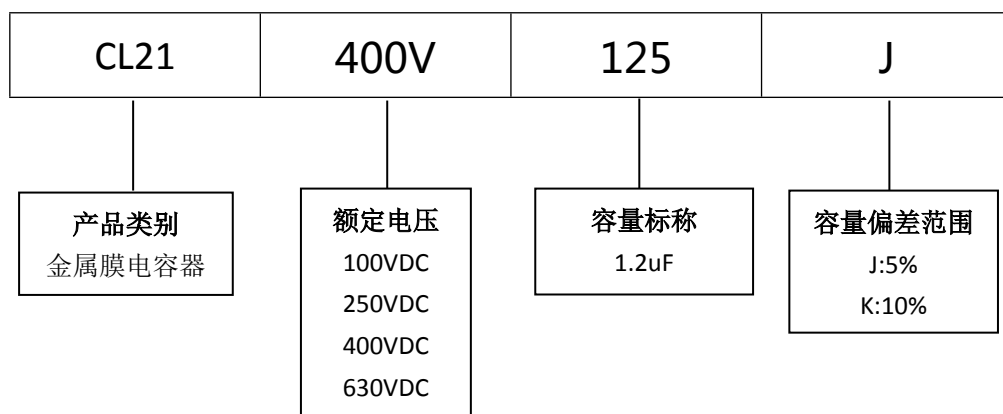 CL21 400V 125 J
产品类别
金属膜电容器
额定电压
100VDC
250VDC
400VDC
630VDC
容量标称
1.2uF
容量偏差范围
J:5%
K:10%